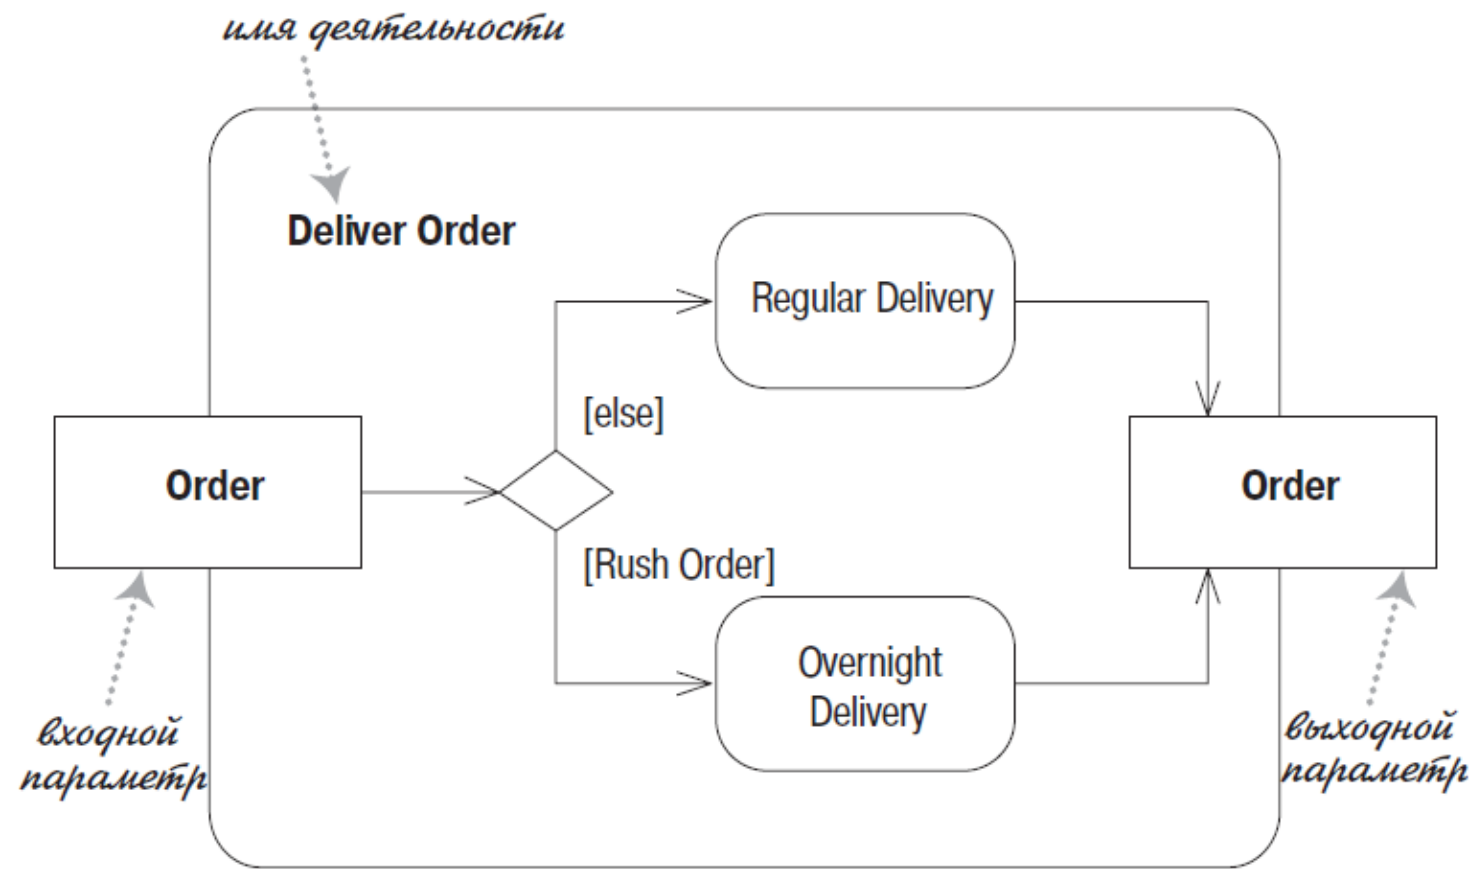 имя деятельности
Deliver Order
Regular Delivery
[else]
Order
Order
[Rush Order]
Overnight
Delivery
входной
параметр
выходной
параметр